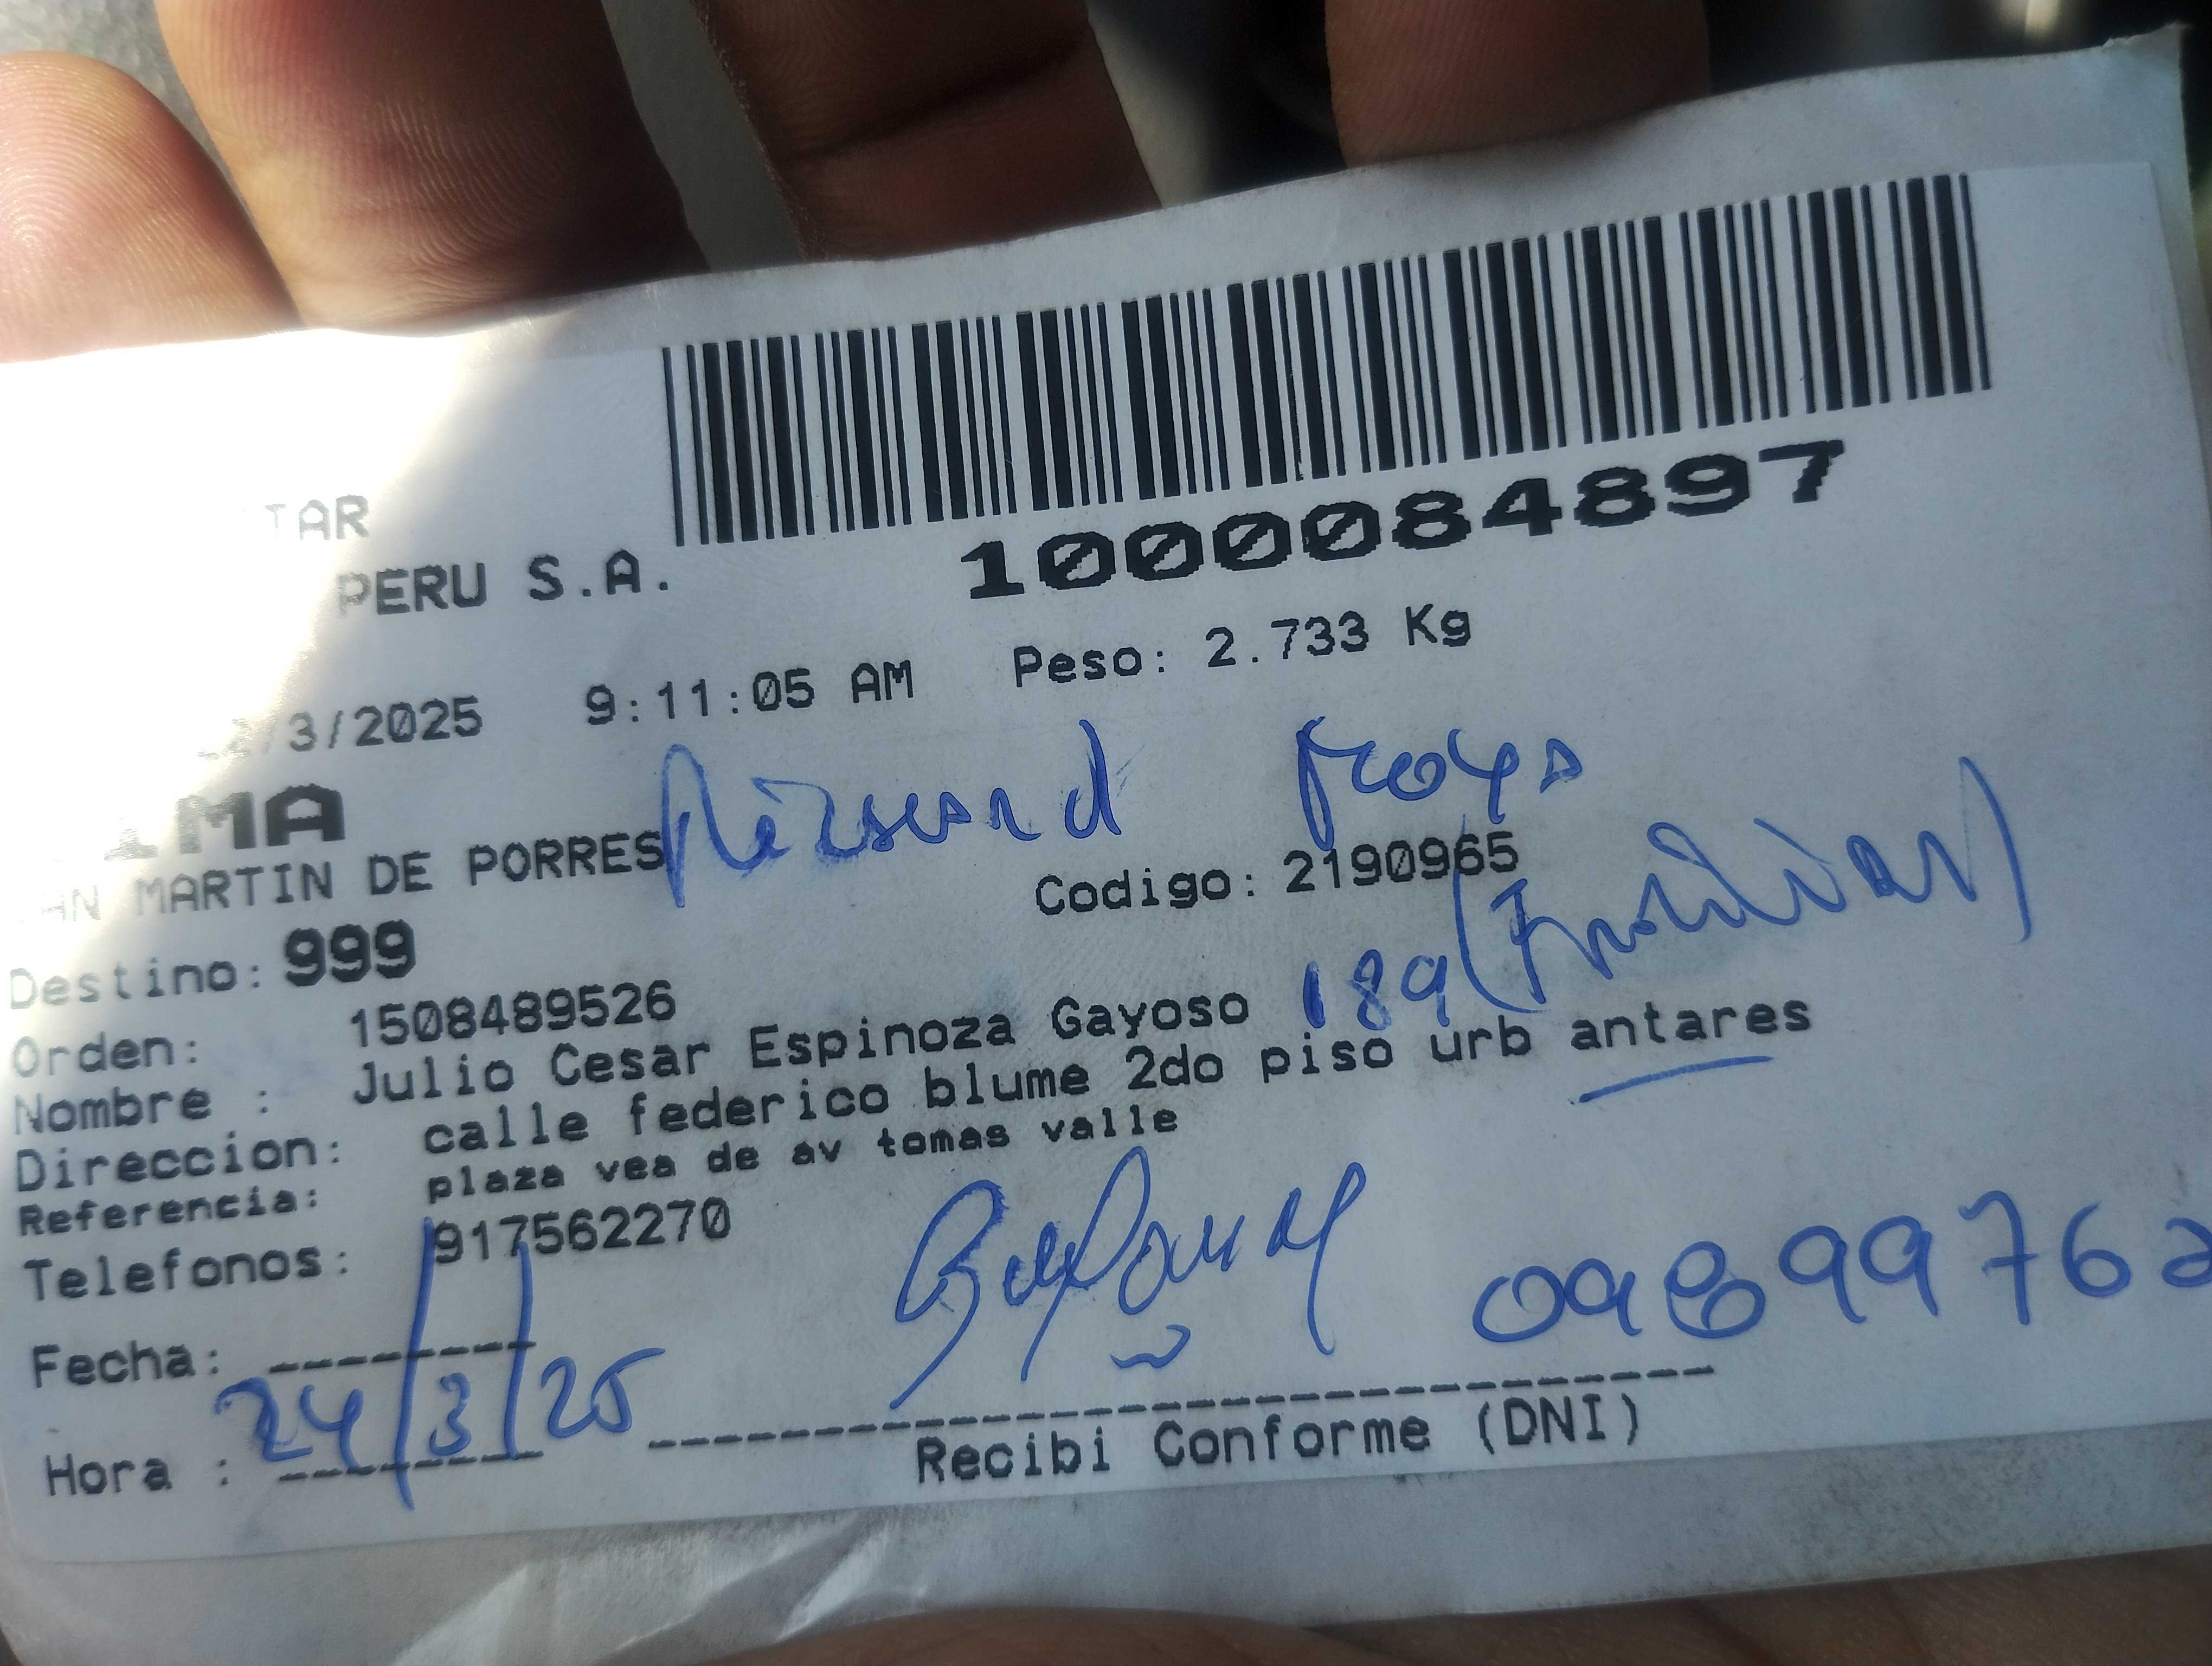 TAR
PERU S.A.
1000084897
/3/2025 9:11:05 AM Peso: 2.733 Kg
LIMA
SAN MARTIN DE PORRES
Codigo: 2190965
Destino: 999
Orden: 1508489526
Nombre : Julio Cesar Espinoza Gayoso 189
Direccion: calle federico blume 2do piso urb antares
Referencia: plaza vea de av tomas valle
Telefonos: 917562270
Fecha:
24/3/25
Hora :
Recibi Conforme (DNI)